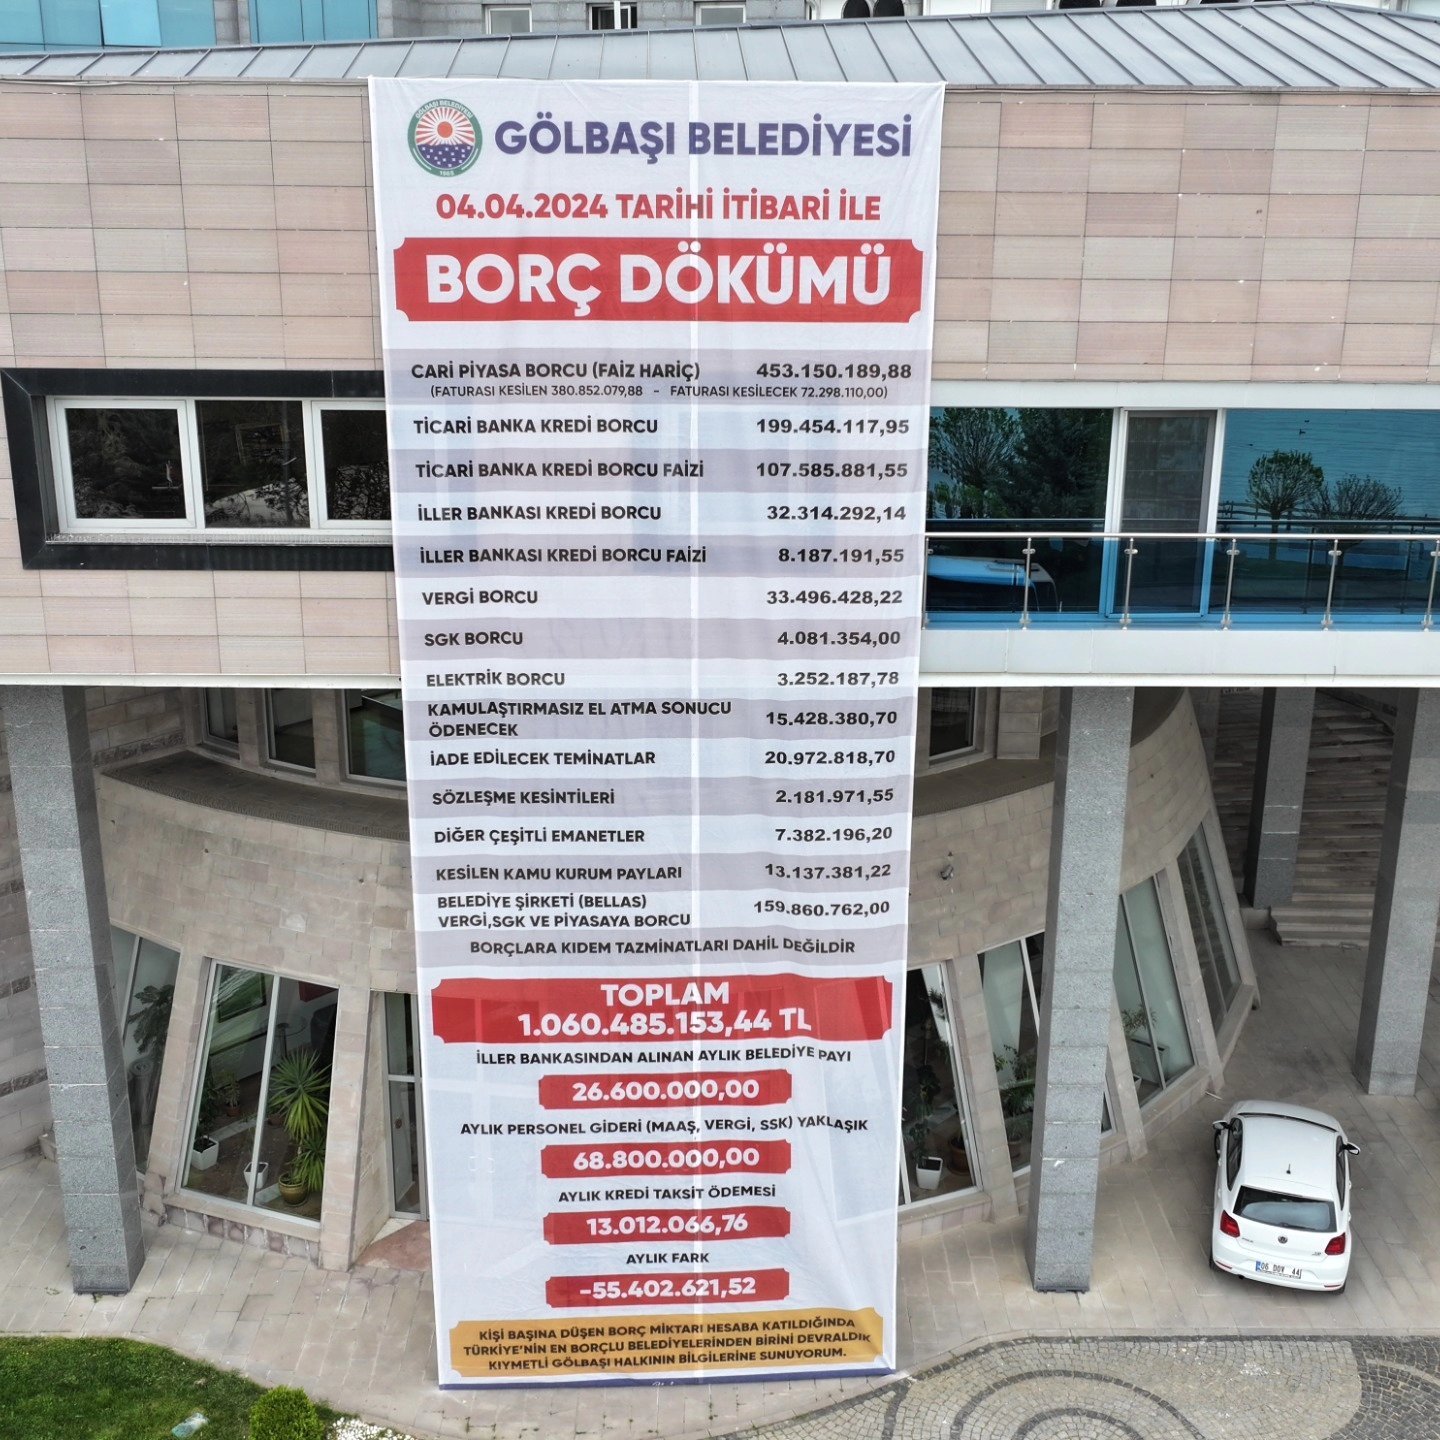 GÖLBAŞI BELEDİYESİ
1965
GÖLBAŞI BELEDİYESİ
04.04.2024 TARİHİ İTİBARİ İLE
BORÇ DÖKÜMÜ
CARİ PİYASA BORCU (FAİZ HARİÇ) 453.150.189,88
(FATURASI KESİLEN 380.852.079,88 - FATURASI KESİLECEK 72.298.110,00)
TİCARİ BANKA KREDİ BORCU 199.454.117,95
TİCARİ BANKA KREDİ BORCU FAİZİ 107.585.881,55
İLLER BANKASI KREDİ BORCU 32.314.292,14
İLLER BANKASI KREDİ BORCU FAİZİ 8.187.191,55
VERGİ BORCU 33.496.428,22
SGK BORCU 4.081.354,00
ELEKTRİK BORCU 3.252.187,78
KAMULAŞTIRMASIZ EL ATMA SONUCU
ÖDENECEK 15.428.380,70
İADE EDİLECEK TEMİNATLAR 20.972.818,70
SÖZLEŞME KESİNTİLERİ 2.181.971,55
DİĞER ÇEŞİTLİ EMANETLER 7.382.196,20
KESİLEN KAMU KURUM PAYLARI 13.137.381,22
BELEDİYE ŞİRKETİ (BELLAS)
VERGİ,SGK VE PİYASAYA BORCU 159.860.762,00
BORÇLARA KIDEM TAZMİNATLARI DAHİL DEĞİLDİR
TOPLAM
1.060.485.153,44 TL
İLLER BANKASINDAN ALINAN AYLIK BELEDİYE PAYI
26.600.000,00
AYLIK PERSONEL GİDERİ (MAAŞ, VERGİ, SSK) YAKLAŞIK
68.800.000,00
AYLIK KREDİ TAKSİT ÖDEMESİ
13.012.066,76
AYLIK FARK
-55.402.621,52
KİŞİ BAŞINA DÜŞEN BORÇ MİKTARI HESABA KATILDIĞINDA
TÜRKİYE'NİN EN BORÇLU BELEDİYELERİNDEN BİRİNİ DEVRALDIK
KIYMETLİ GÖLBAŞI HALKININ BİLGİLERİNE SUNUYORUM.